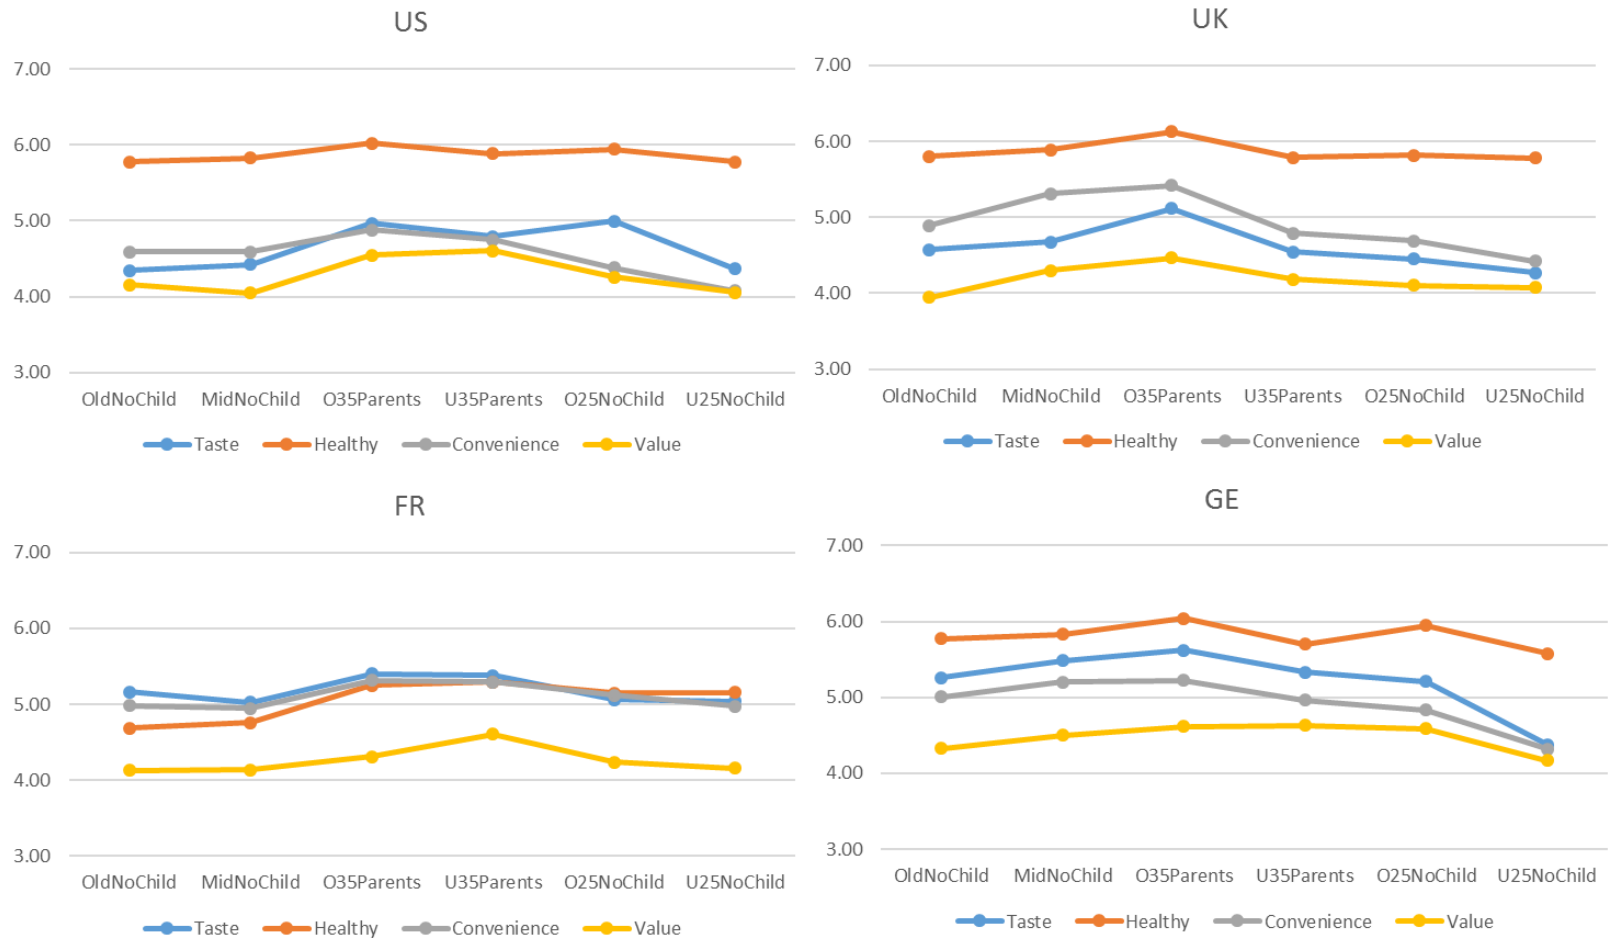 US
7.00
6.00
5.00
4.00
3.00
OldNoChild MidNoChild O35Parents U35Parents O25NoChild U25NoChild
Taste Healthy Convenience Value
UK
7.00
6.00
5.00
4.00
3.00
OldNoChild MidNoChild O35Parents U35Parents O25NoChild U25NoChild
Taste Healthy Convenience Value
FR
7.00
6.00
5.00
4.00
3.00
OldNoChild MidNoChild O35Parents U35Parents O25NoChild U25NoChild
Taste Healthy Convenience Value
GE
7.00
6.00
5.00
4.00
3.00
OldNoChild MidNoChild O35Parents U35Parents O25NoChild U25NoChild
Taste Healthy Convenience Value